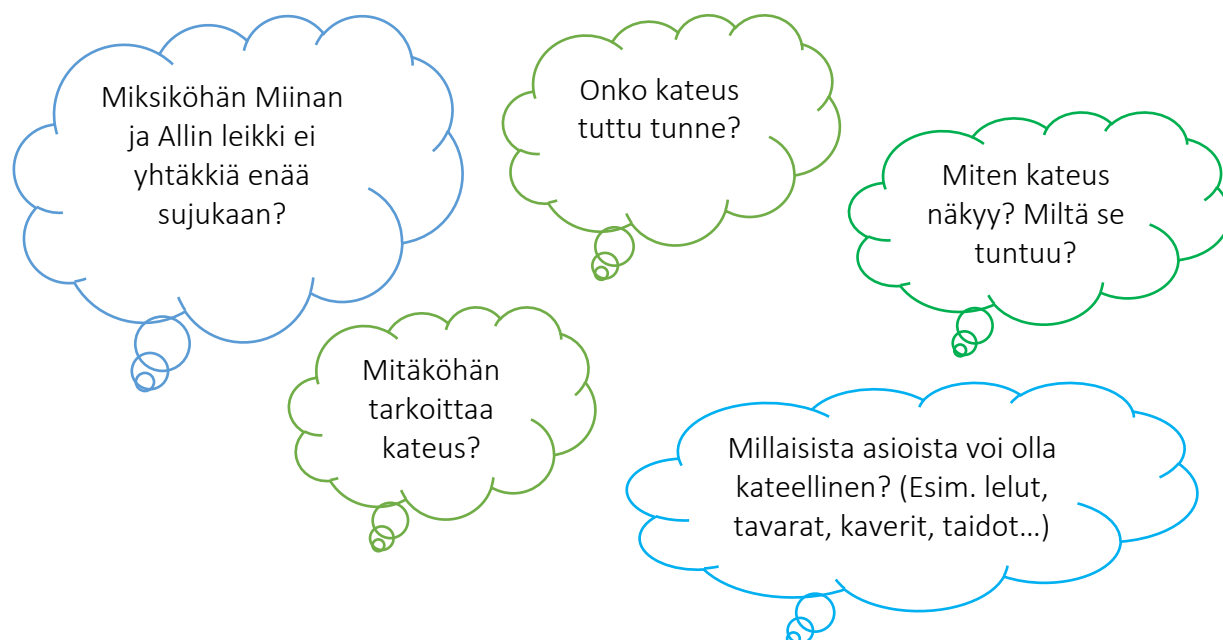 Miksiköhän Miinan
ja Allin leikki ei
yhtäkkiä enää
sujukaan?
Onko kateus
tuttu tunne?
Miten kateus
näkyy? Miltä se
tuntuu?
Mitäköhän
tarkoittaa
kateus?
Millaisista asioista voi olla
kateellinen? (Esim. lelut,
tavarat, kaverit, taidot…)